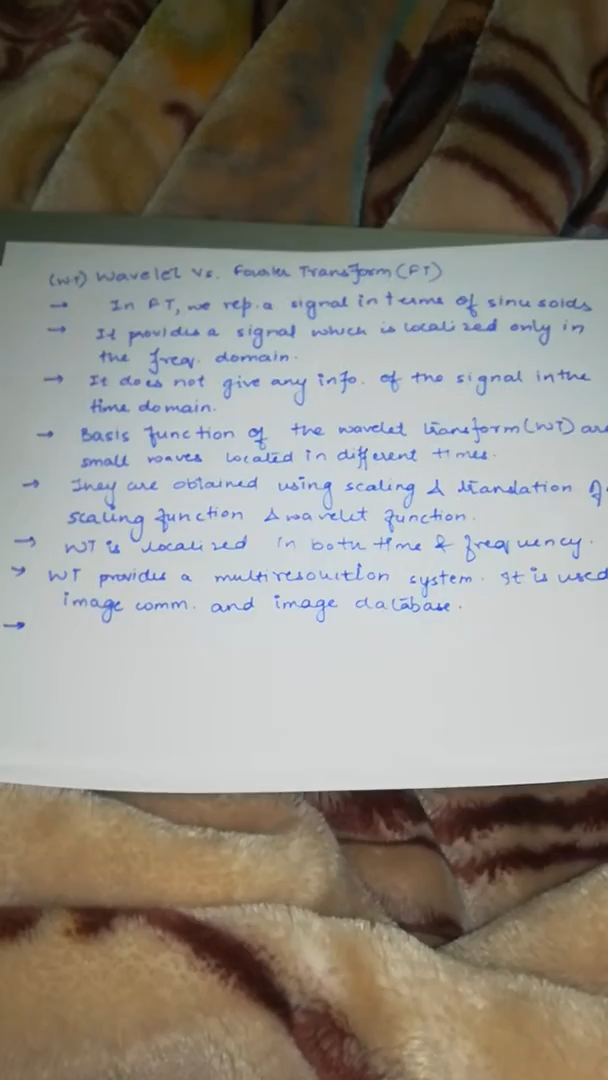 (WT) Wavelet Vs. Fourier Transform (FT)
→ In FT, we rep. a signal in terms of sinusoids
→ It provides a signal which is localized only in
the freq. domain.
→ It does not give any info. of the signal in the
time domain.
→ Basis function of the wavelet transform (WT) are
small waves located in different times.
→ They are obtained using scaling & translation of
scaling function & wavelet function.
→ WT is localized in both time & frequency.
→ WT provides a multiresolution system. It is used
image comm. and image database.
→